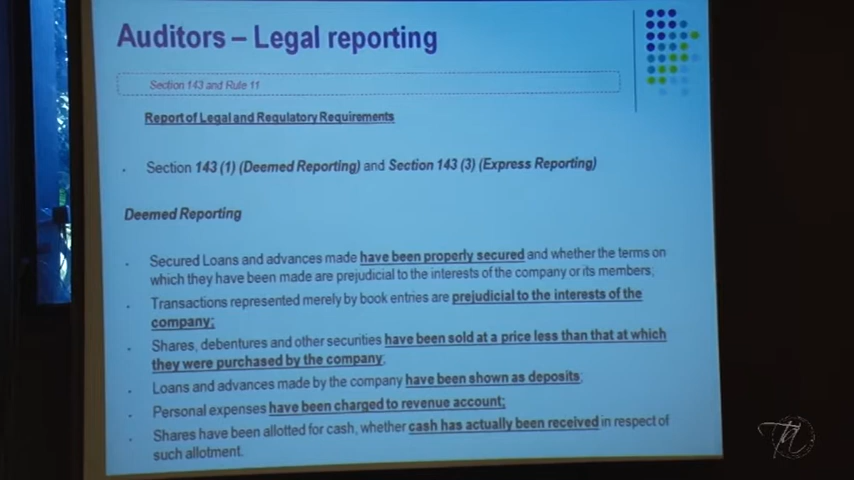 Auditors – Legal reporting
Section 143 and Rule 11
Report of Legal and Regulatory Requirements
Section 143 (1) (Deemed Reporting) and Section 143 (3) (Express Reporting)
Deemed Reporting
Secured Loans and advances made have been properly secured and whether the terms on
which they have been made are prejudicial to the interests of the company or its members;
Transactions represented merely by book entries are prejudicial to the interests of the
company;
Shares, debentures and other securities have been sold at a price less than that at which
they were purchased by the company;
Loans and advances made by the company have been shown as deposits;
Personal expenses have been charged to revenue account;
Shares have been allotted for cash, whether cash has actually been received in respect of
such allotment.